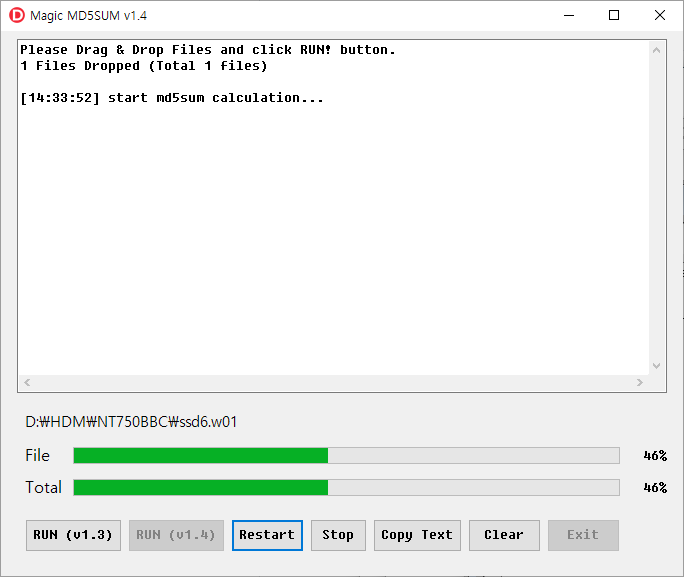 D Magic MD5SUM v1.4
Please Drag & Drop Files and click RUN! button.
1 Files Dropped (Total 1 files)
[14:33:52] start md5sum calculation...
D:₩HDM₩NT750BBC₩ssd6.w01
File 46%
Total 46%
RUN (v1.3) RUN (v1.4) Restart Stop Copy Text Clear Exit